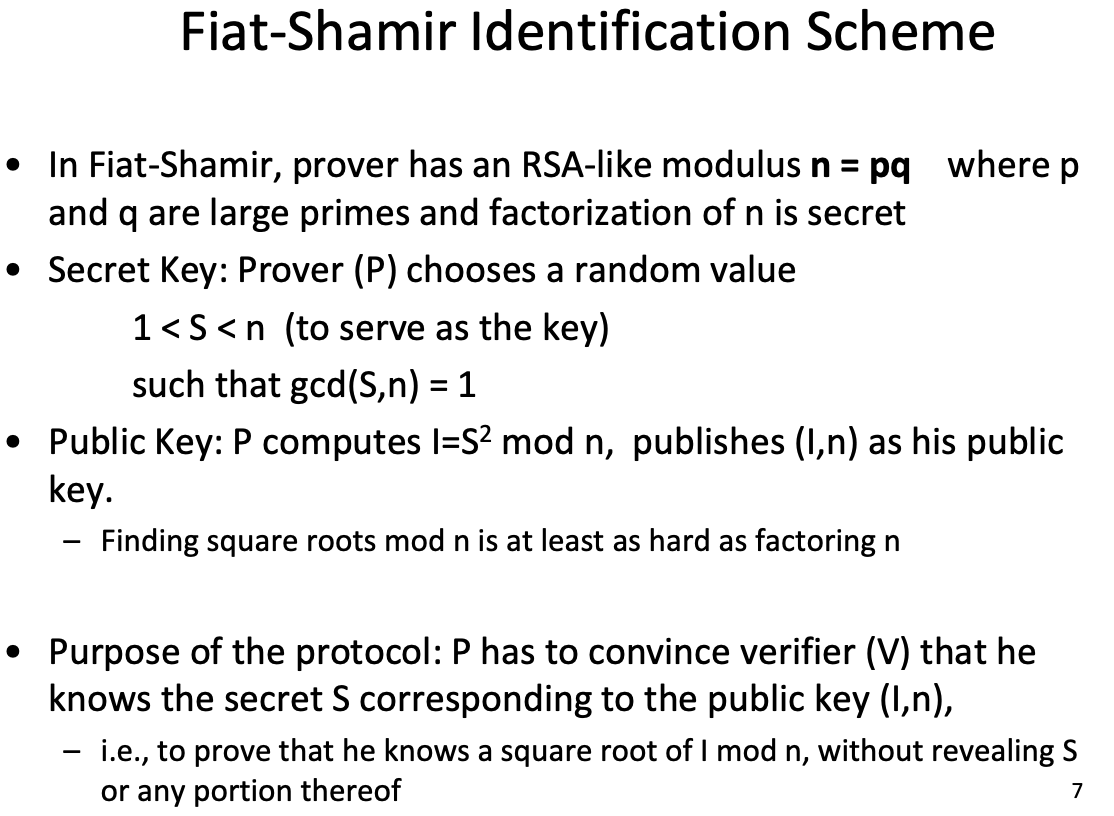 Fiat-Shamir Identification Scheme
• In Fiat-Shamir, prover has an RSA-like modulus n = pq where p
and q are large primes and factorization of n is secret
• Secret Key: Prover (P) chooses a random value
1 < S < n (to serve as the key)
such that gcd(S,n) = 1
• Public Key: P computes I=S² mod n, publishes (I,n) as his public
key.
– Finding square roots mod n is at least as hard as factoring n
• Purpose of the protocol: P has to convince verifier (V) that he
knows the secret S corresponding to the public key (I,n),
– i.e., to prove that he knows a square root of I mod n, without revealing S
or any portion thereof
7